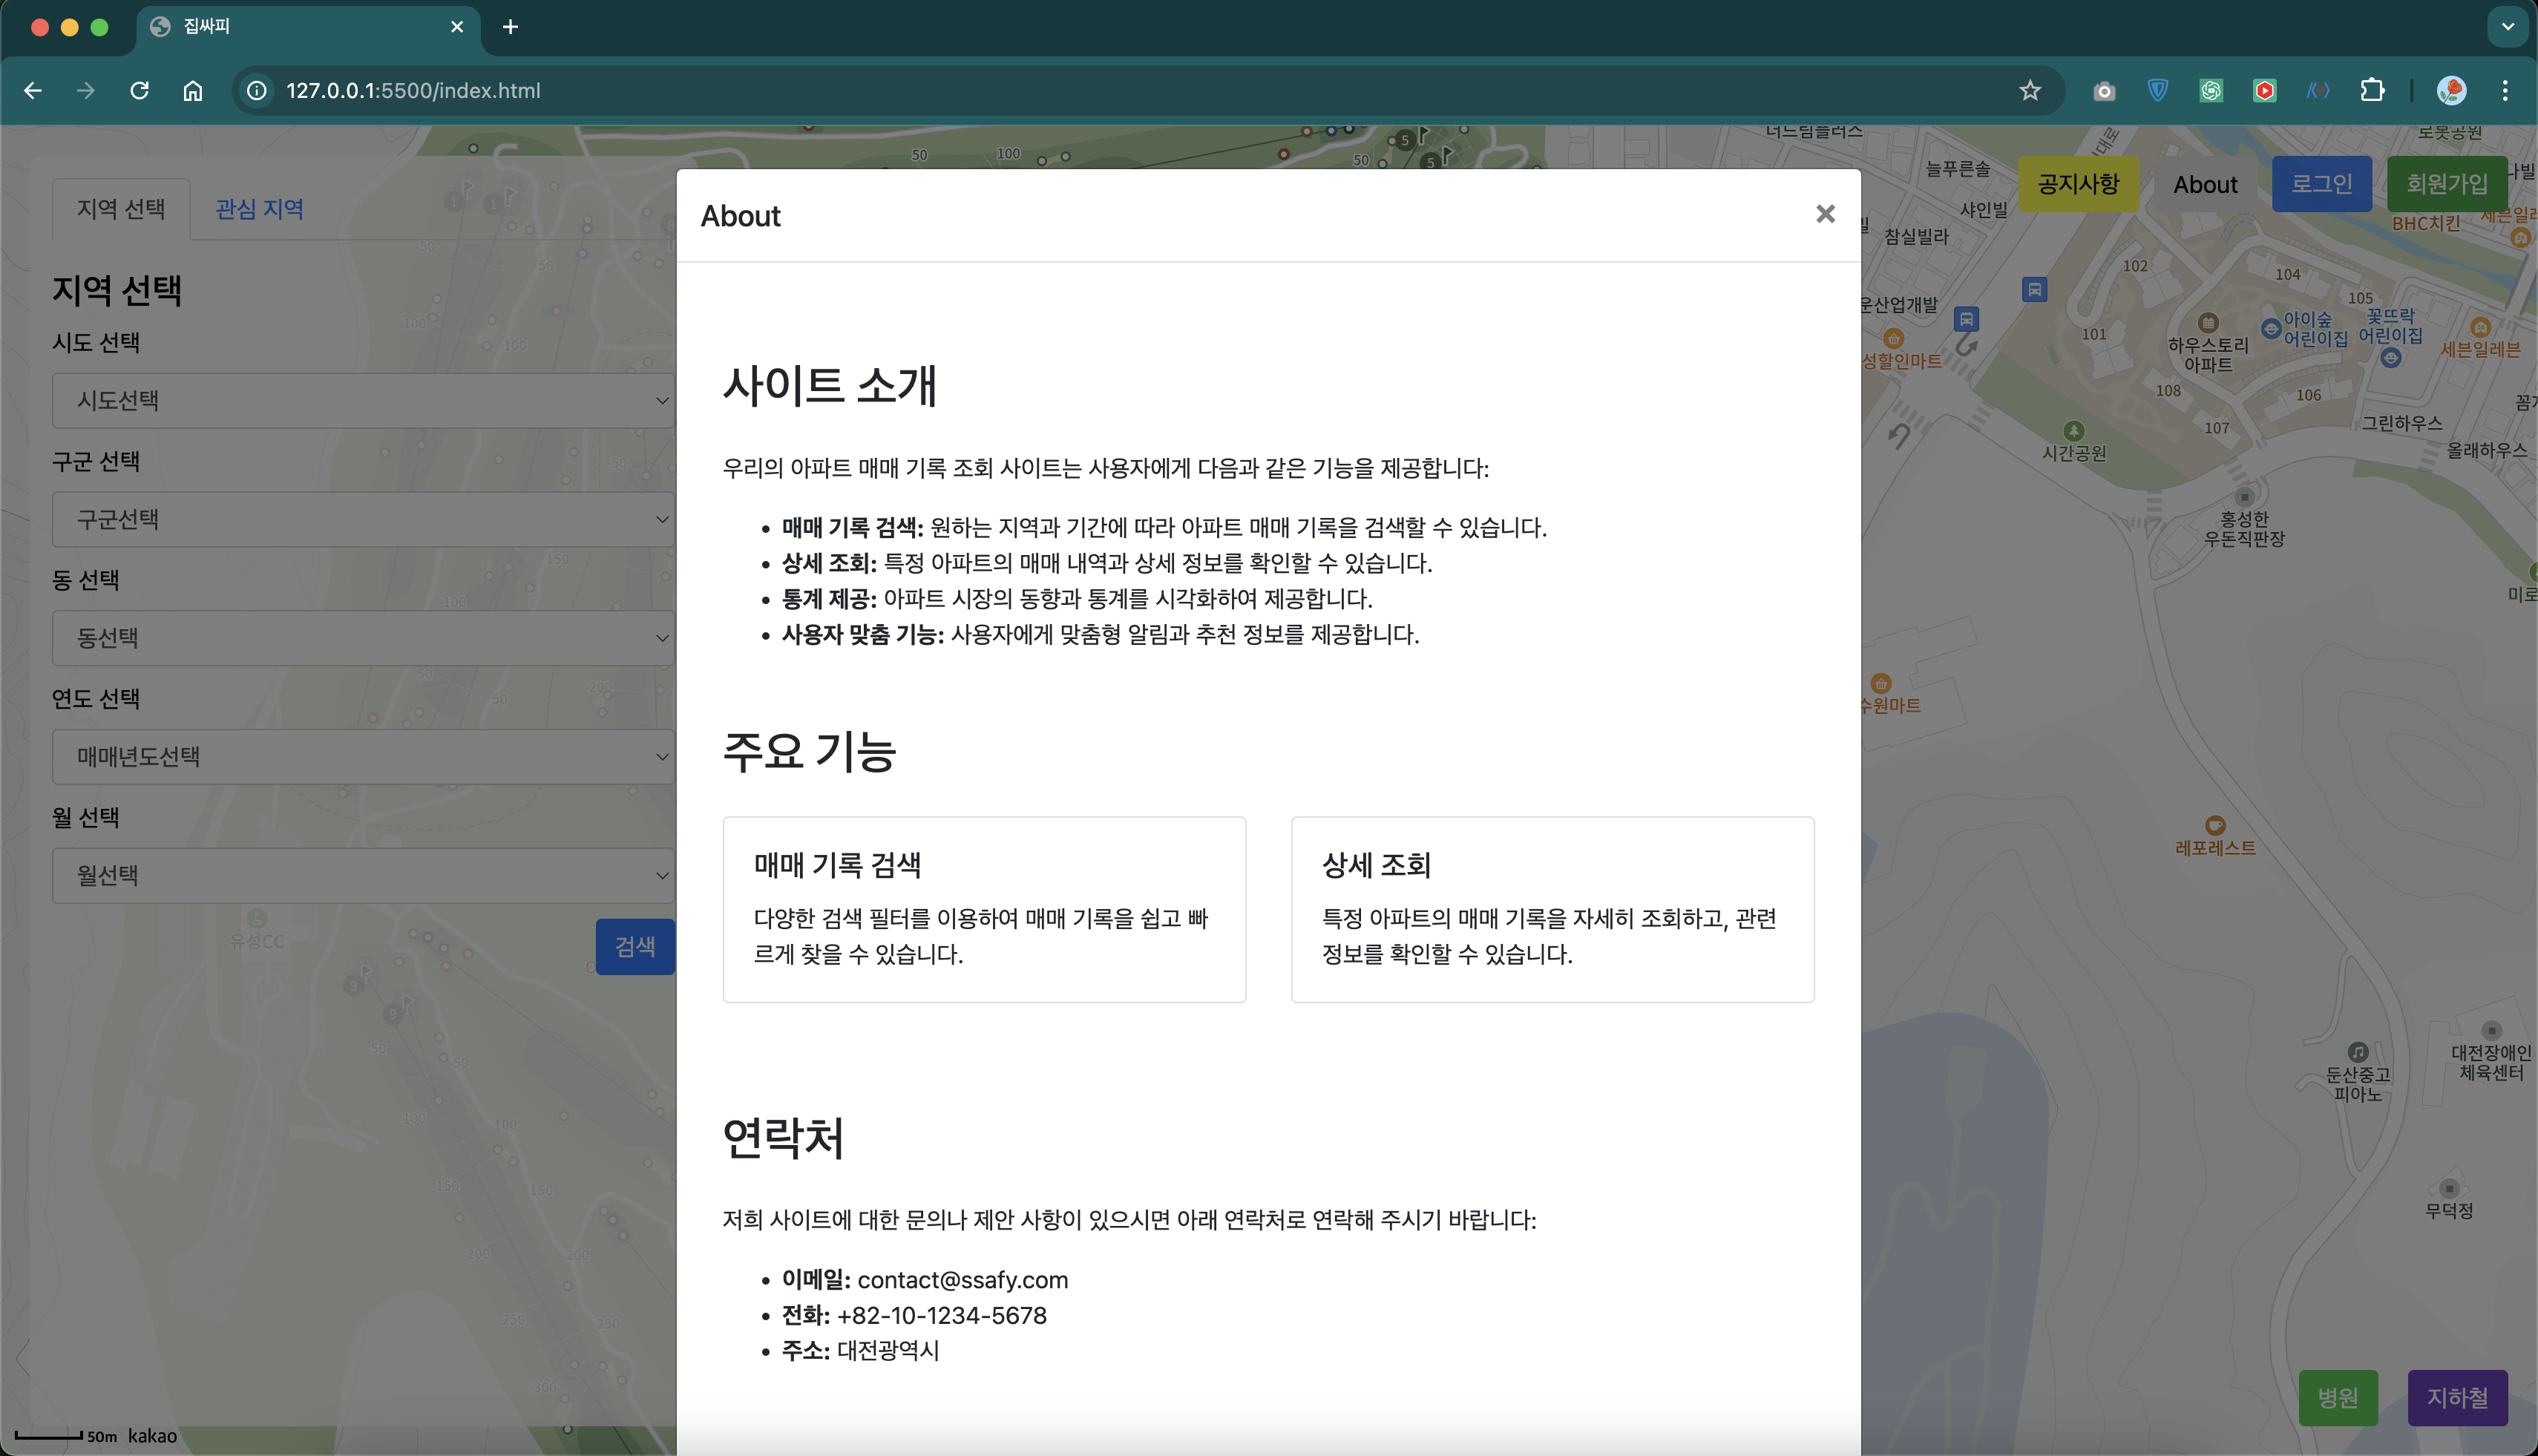 집싸피
127.0.0.1:5500/index.html
지역 선택
관심 지역
지역 선택
시도 선택
시도선택
구군 선택
구군선택
동 선택
동선택
연도 선택
매매년도선택
월 선택
월선택
검색
유성CC
50m kakao
About
×
사이트 소개
우리의 아파트 매매 기록 조회 사이트는 사용자에게 다음과 같은 기능을 제공합니다:
• 매매 기록 검색: 원하는 지역과 기간에 따라 아파트 매매 기록을 검색할 수 있습니다.
• 상세 조회: 특정 아파트의 매매 내역과 상세 정보를 확인할 수 있습니다.
• 통계 제공: 아파트 시장의 동향과 통계를 시각화하여 제공합니다.
• 사용자 맞춤 기능: 사용자에게 맞춤형 알림과 추천 정보를 제공합니다.
주요 기능
매매 기록 검색
다양한 검색 필터를 이용하여 매매 기록을 쉽고 빠
르게 찾을 수 있습니다.
상세 조회
특정 아파트의 매매 기록을 자세히 조회하고, 관련
정보를 확인할 수 있습니다.
연락처
저희 사이트에 대한 문의나 제안 사항이 있으시면 아래 연락처로 연락해 주시기 바랍니다:
• 이메일: contact@ssafy.com
• 전화: +82-10-1234-5678
• 주소: 대전광역시
공지사항
About
로그인
회원가입
너드림플러스
로봇공원
늘푸른솔
샤인빌
참실빌라
BHC치킨
운산업개발
102
104
105
101
108
106
107
하우스토리
아파트
아이숲
어린이집
꽃뜨락
어린이집
세븐일레븐
성할인마트
그린하우스
올래하우스
시간공원
홍성한
우돈직판장
수원마트
레포레스트
대전장애인
체육센터
둔산중고
피아노
무덕정
병원
지하철